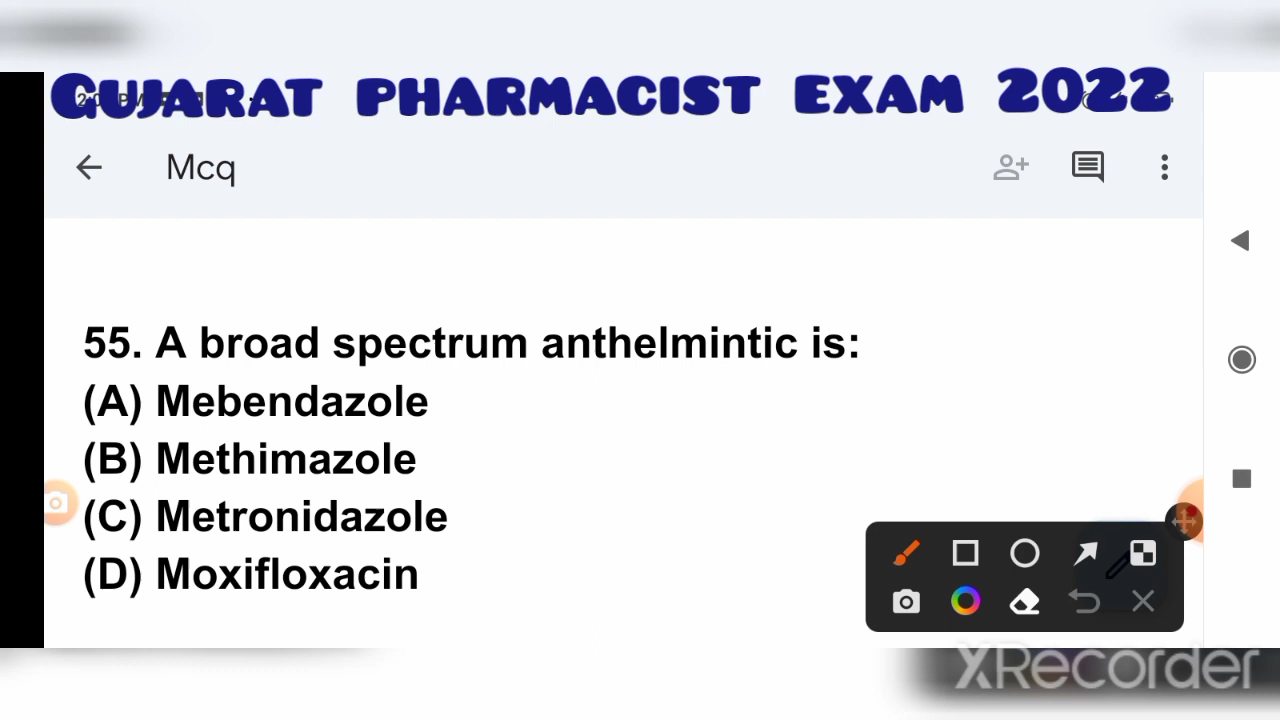 GUJARAT PHARMACIST EXAM 2022
Mcq
55. A broad spectrum anthelmintic is:
(A) Mebendazole
(B) Methimazole
(C) Metronidazole
(D) Moxifloxacin
XRecorder